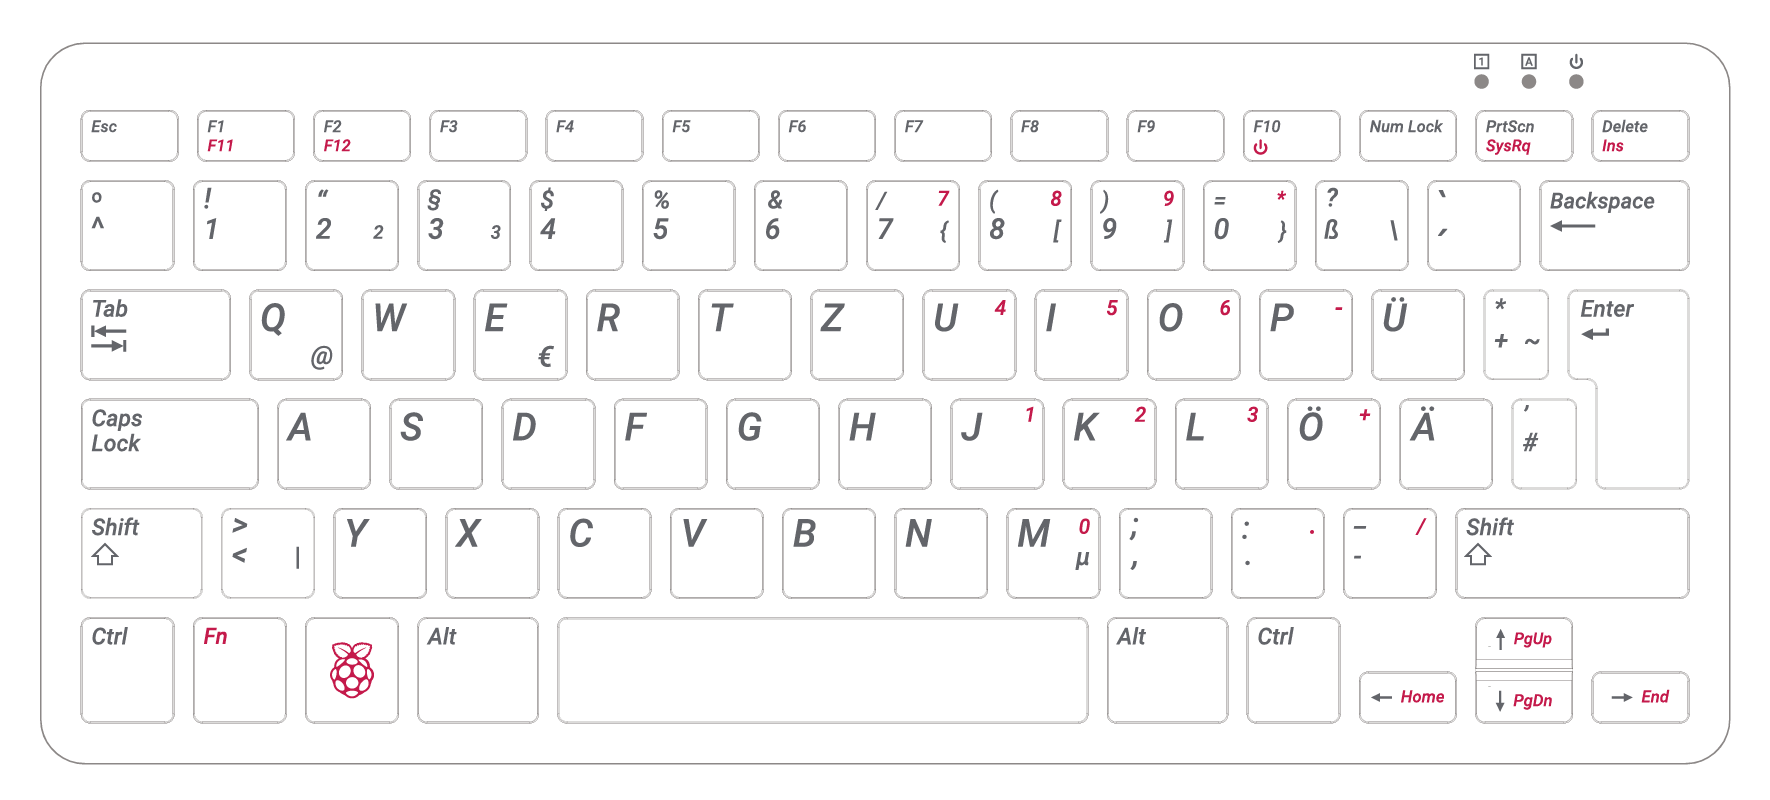 1 A
Esc F1 F2 F3 F4 F5 F6 F7 F8 F9 F10 Num Lock PrtScn Delete
F11 F12 SysRq Ins
° ! “ § $ % & / 7 ( 8 ) 9 = * ? ` Backspace
^ 1 2 2 3 3 4 5 6 7 { 8 [ 9 ] 0 } ß \ ´ ←
Tab Q W E R T Z U 4 I 5 O 6 P - Ü * Enter
@ € + ~
Caps A S D F G H J 1 K 2 L 3 Ö + Ä ’
Lock #
Shift > Y X C V B N M 0 ; : . – / Shift
< | µ , . -
Ctrl Fn Alt Alt Ctrl ↑ PgUp
← Home ↓ PgDn → End